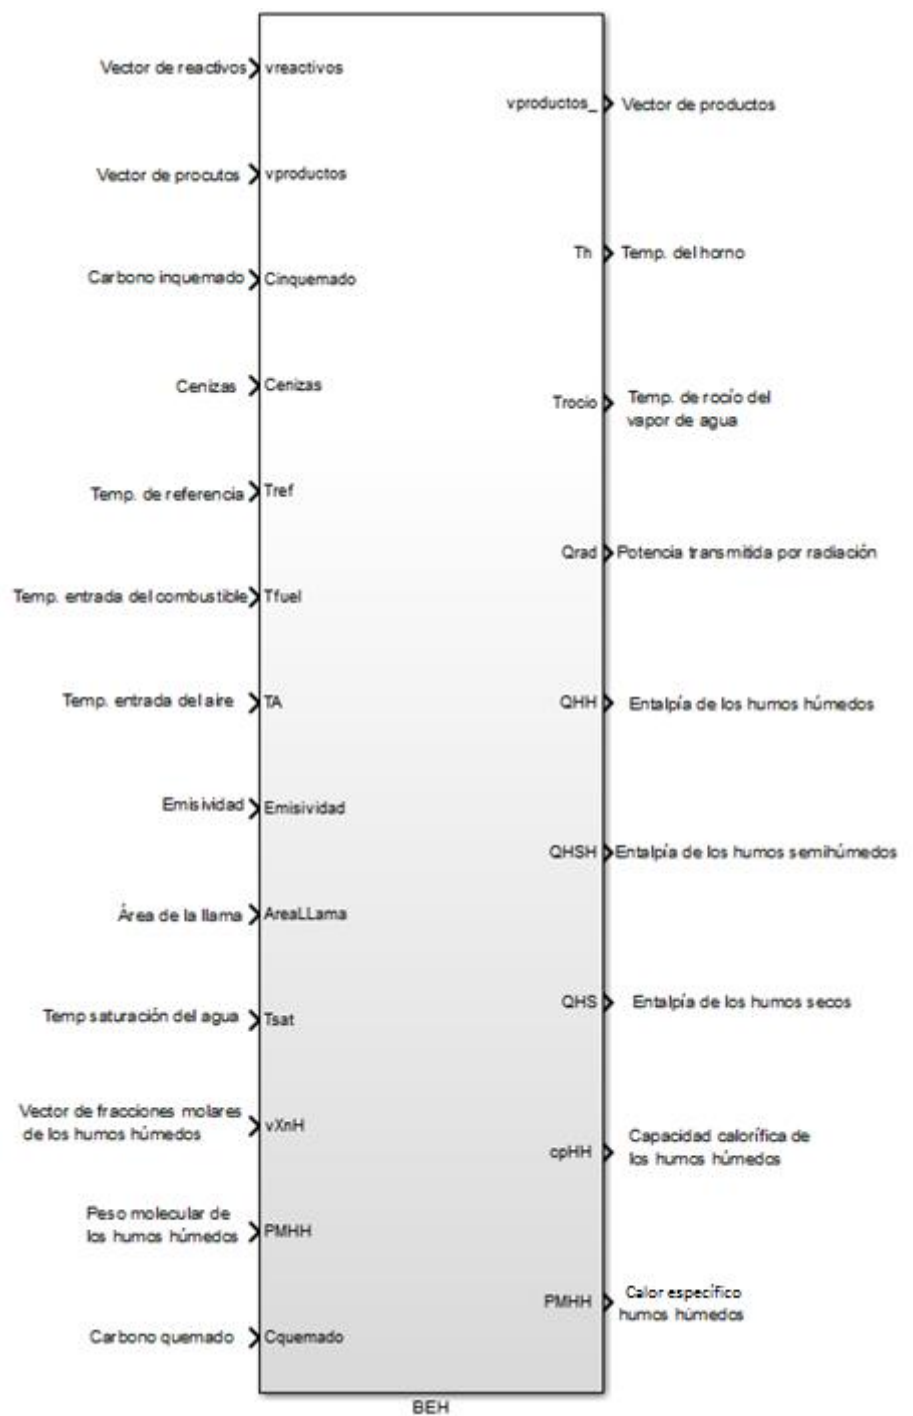 Vector de reactivos
vreactivos
vproductos_
Vector de productos
Vector de procutos
vproductos
Th
Temp. del horno
Carbono inquemado
Cinquemado
Cenizas
Cenizas
Trocio
Temp. de rocío del
vapor de agua
Temp. de referencia
Tref
Qrad
Potencia transmitida por radiación
Temp. entrada del combustible
Tfuel
Temp. entrada del aire
TA
QHH
Entalpía de los humos húmedos
Emisividad
Emisividad
QHSH
Entalpía de los humos semihúmedos
Área de la llama
AreaLLama
QHS
Entalpía de los humos secos
Temp saturación del agua
Tsat
Vector de fracciones molares
de los humos húmedos
vXnH
cpHH
Capacidad calorífica de
los humos húmedos
Peso molecular de
los humos húmedos
PMHH
PMHH
Calor específico
humos húmedos
Carbono quemado
Cquemado
BEH